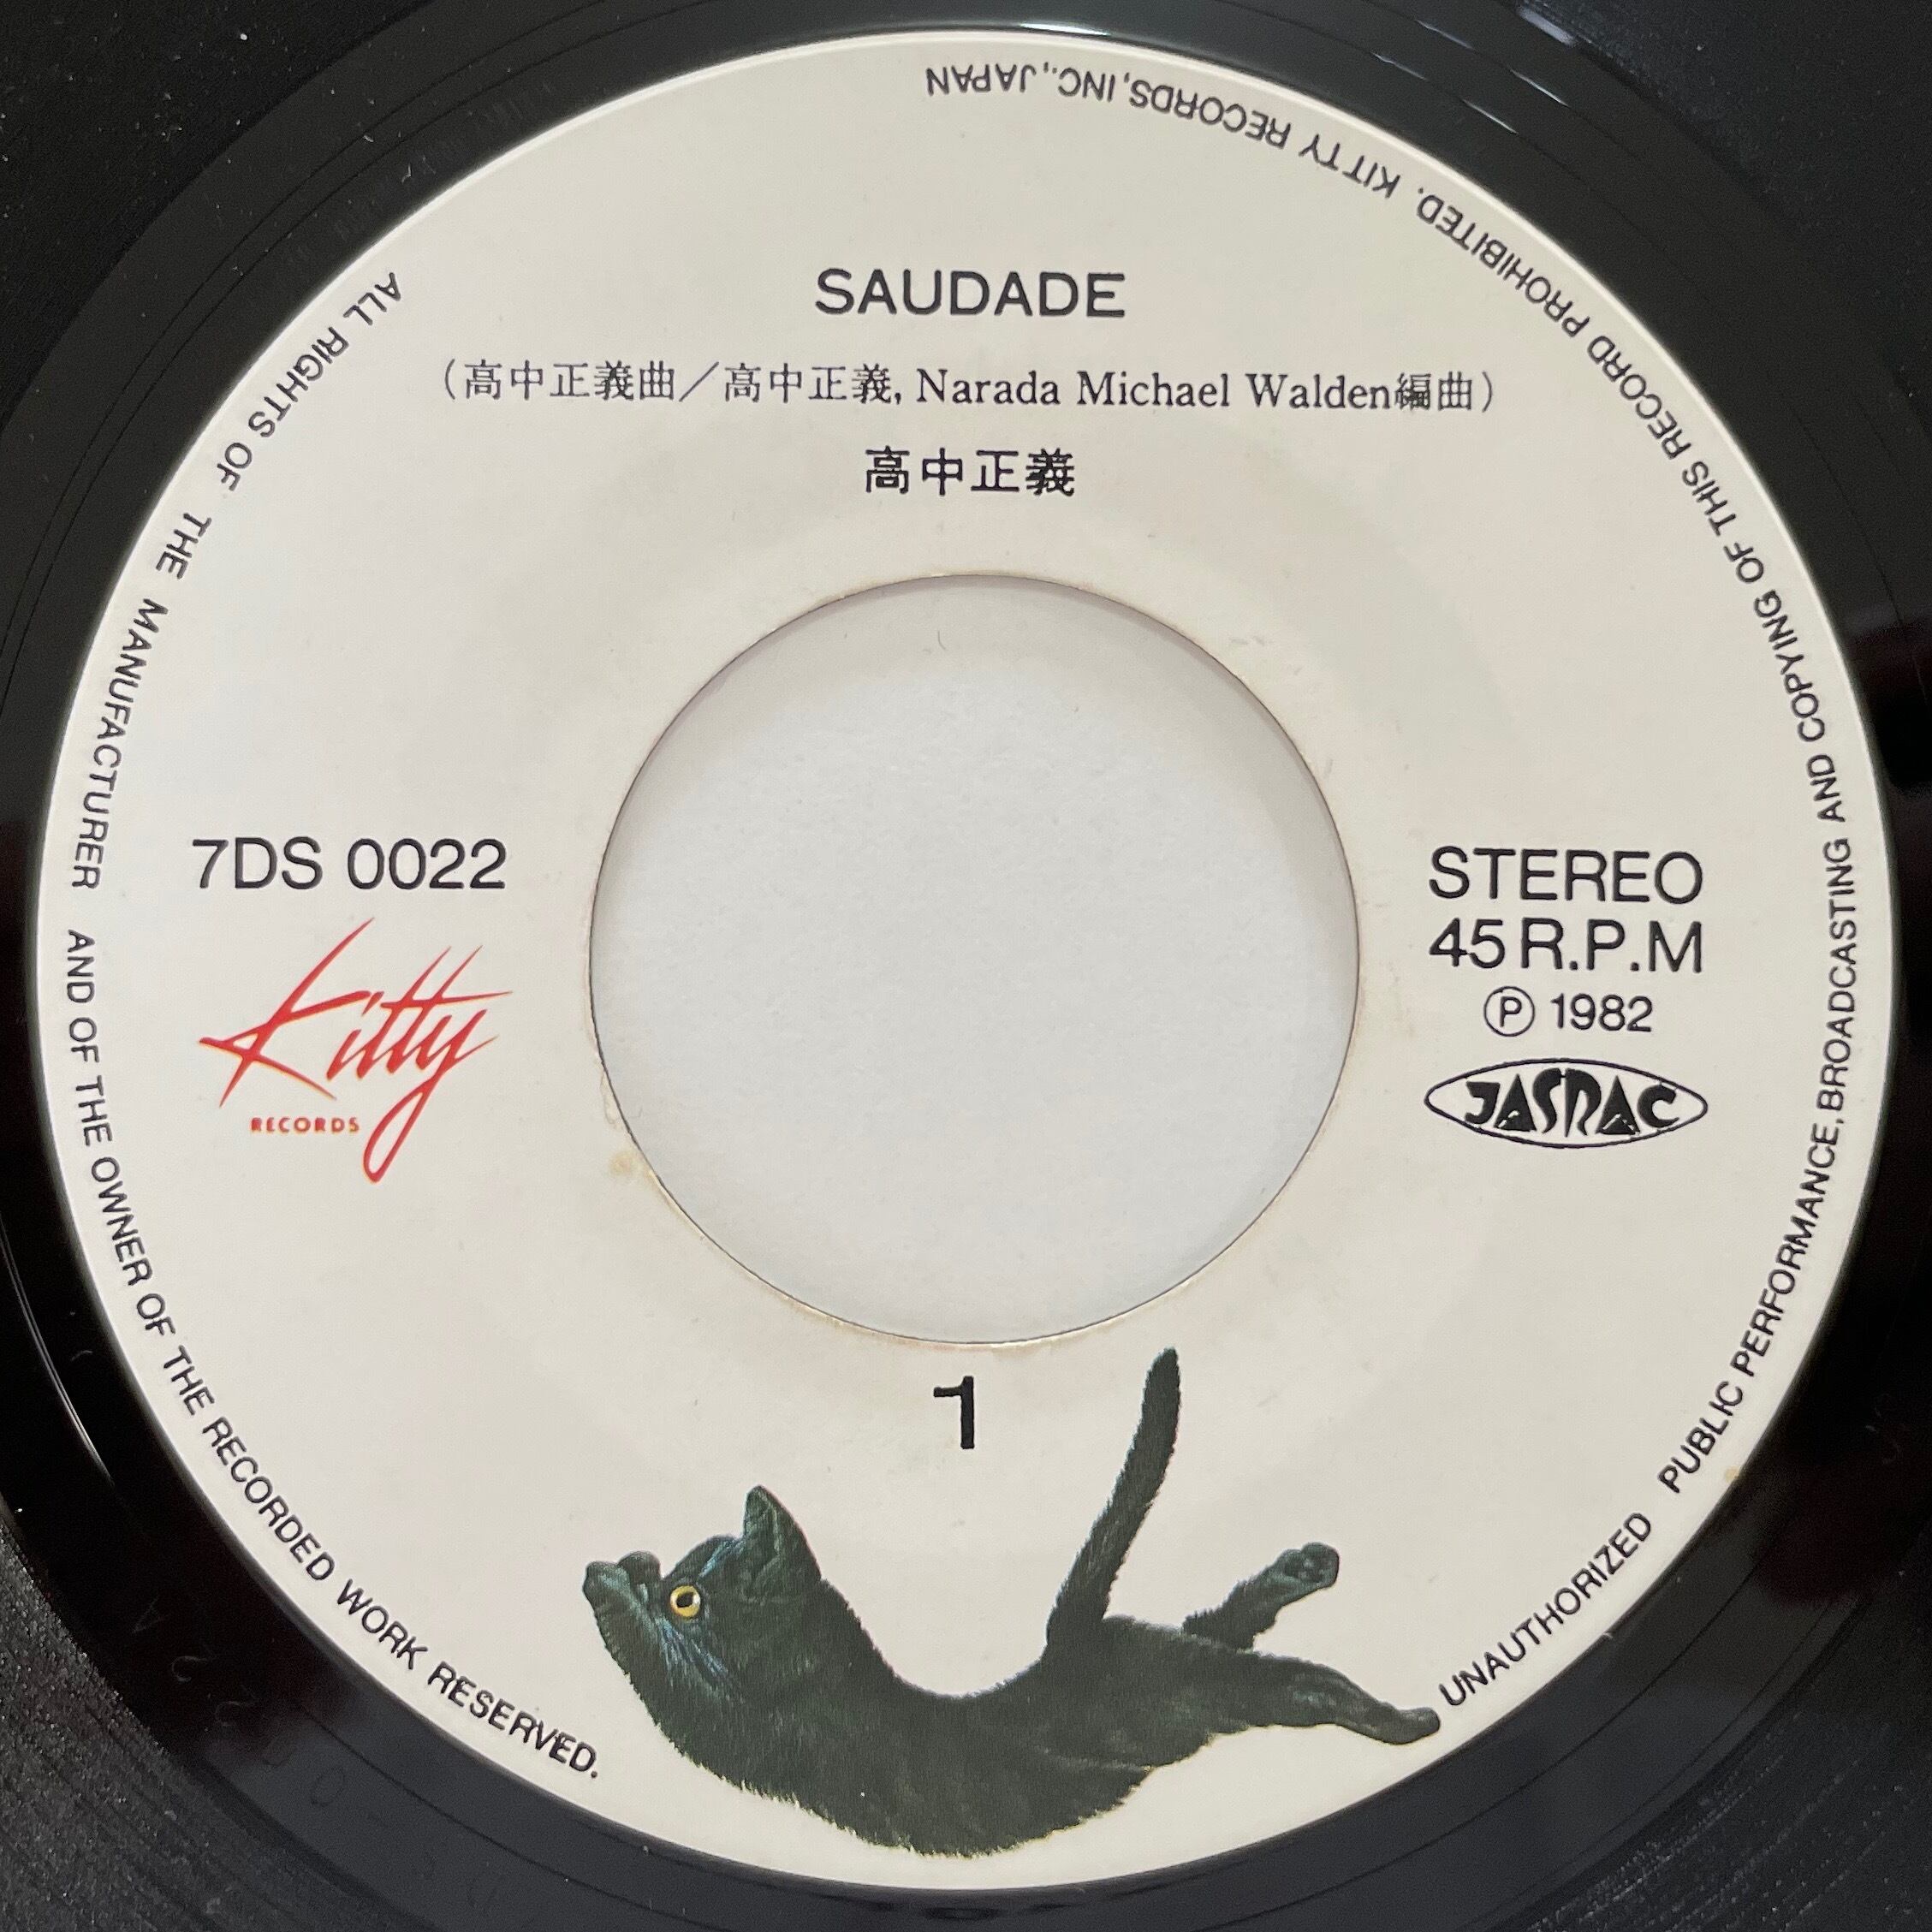 SAUDADE
(高中正義曲／高中正義, Narada Michael Walden編曲)
高中正義
7DS 0022
Kitty
RECORDS
STEREO
45 R.P.M
Ⓟ 1982
JASRAC
1
ALL RIGHTS OF THE MANUFACTURER AND OF THE OWNER OF THE RECORDED WORK RESERVED.
UNAUTHORIZED PUBLIC PERFORMANCE, BROADCASTING AND COPYING OF THIS RECORD PROHIBITED. KITTY RECORDS, INC., JAPAN